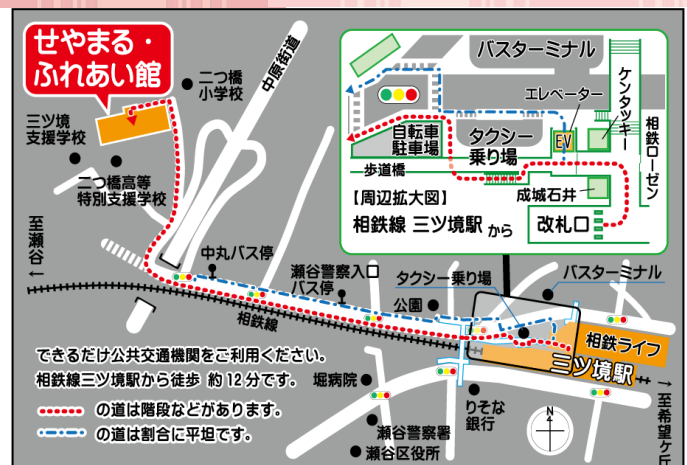 せやまる・
ふれあい館
二つ橋
小学校
中原街道
三ツ境
支援学校
二つ橋高等
特別支援学校
至瀬谷←
中丸バス停
瀬谷警察入口
バス停
相鉄線
公園
タクシー乗り場
バスターミナル
相鉄ライフ
三ツ境駅
→至希望ヶ丘
バスターミナル
エレベーター
ケンタッキー
相鉄ローゼン
自転車
駐車場
タクシー
乗り場
EV
歩道橋
成城石井
【周辺拡大図】
相鉄線 三ツ境駅 から
改札口
できるだけ公共交通機関をご利用ください。
相鉄線三ツ境駅から徒歩 約12分です。
の道は階段などがあります。
の道は割合に平坦です。
堀病院
瀬谷警察署
瀬谷区役所
りそな
銀行
N